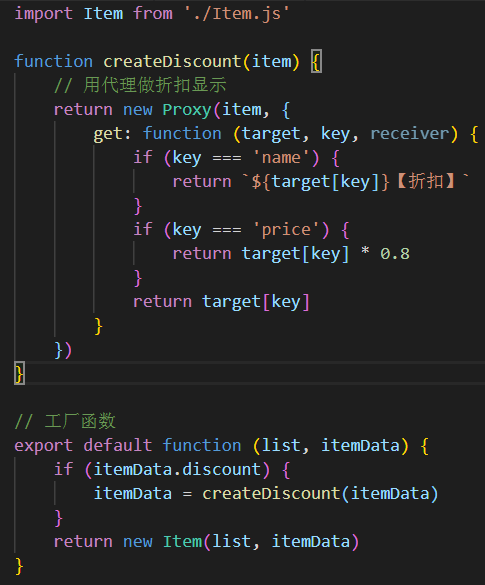 import Item from './Item.js'

function createDiscount(item) {
    // 用代理做折扣显示
    return new Proxy(item, {
        get: function (target, key, receiver) {
            if (key === 'name') {
                return `${target[key]}【折扣】`
            }
            if (key === 'price') {
                return target[key] * 0.8
            }
            return target[key]
        }
    })
}

// 工厂函数
export default function (list, itemData) {
    if (itemData.discount) {
        itemData = createDiscount(itemData)
    }
    return new Item(list, itemData)
}